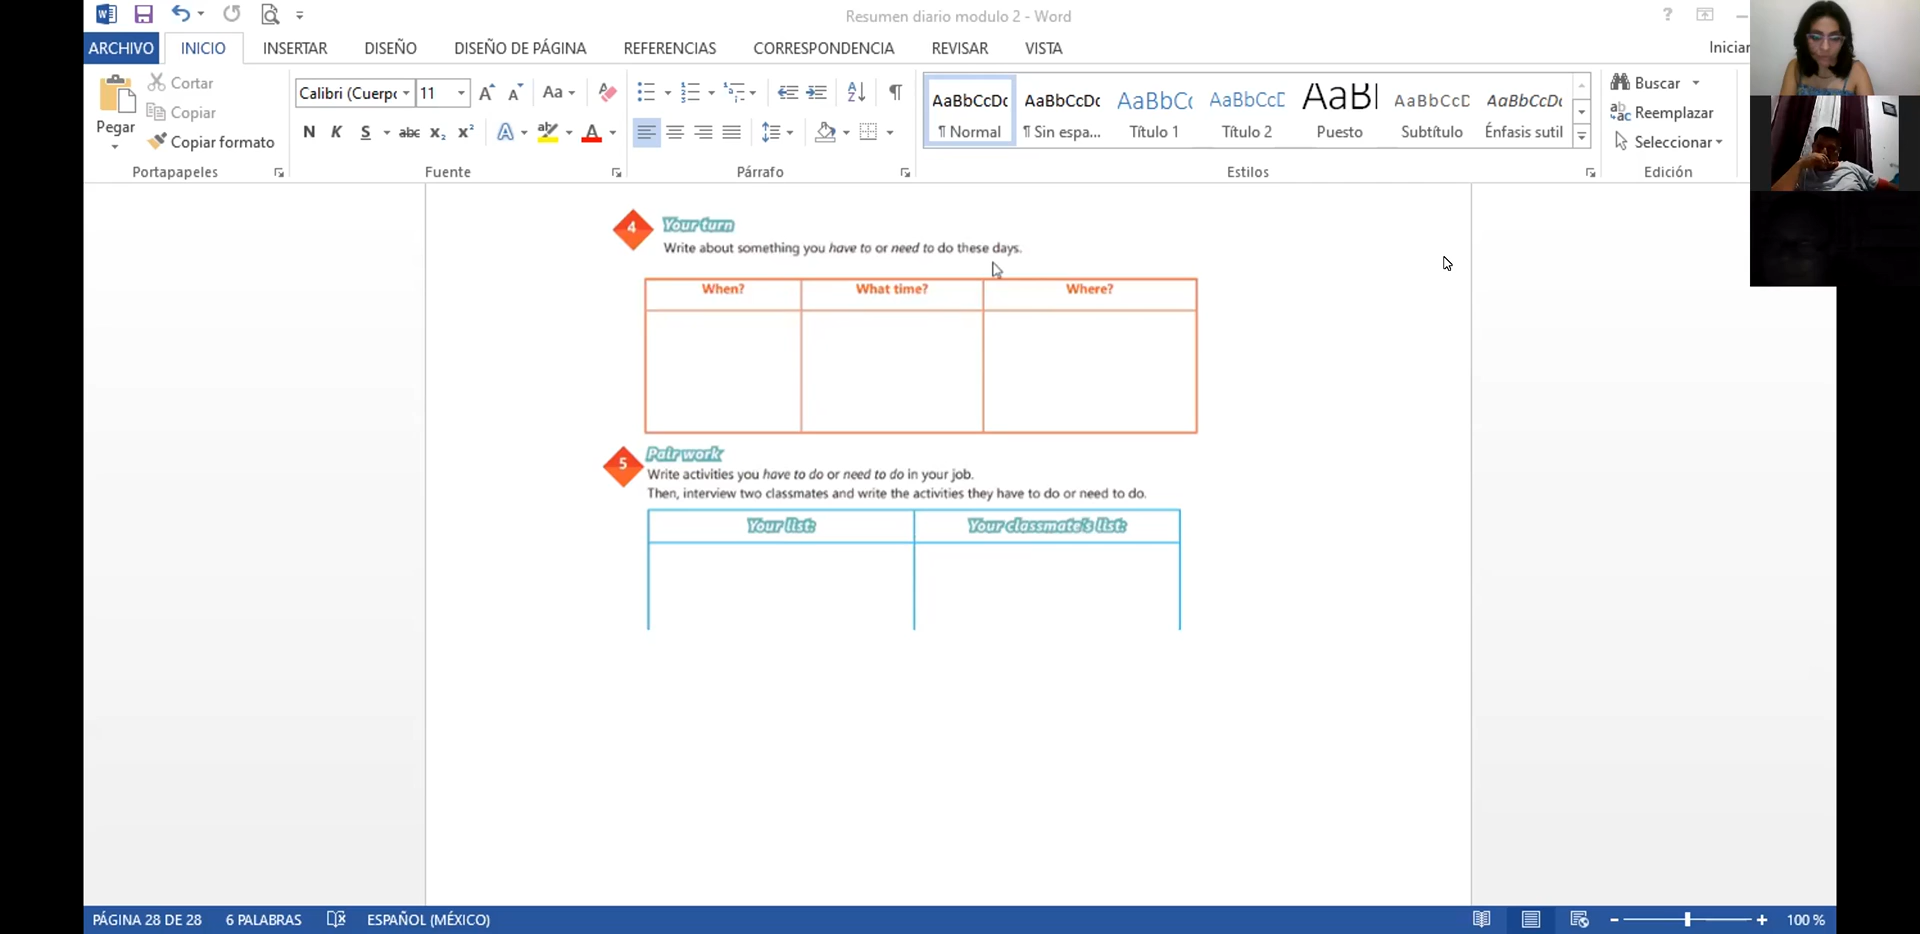 Resumen diario modulo 2 - Word
?
ARCHIVO INICIO INSERTAR DISEÑO DISEÑO DE PÁGINA REFERENCIAS CORRESPONDENCIA REVISAR VISTA Iniciar
Pegar
Cortar
Copiar
Copiar formato
Portapapeles
Calibri (Cuerpo 11 Aa
N K S abc x₂ x² A A
Fuente
Párrafo
AaBbCcDc AaBbCcDc AaBbCc AaBbCcD AaBl AaBbCcD AaBbCcDc
¶ Normal ¶ Sin espa... Título 1 Título 2 Puesto Subtítulo Énfasis sutil
Estilos
Buscar
Reemplazar
Seleccionar
Edición
4 Your turn
Write about something you have to or need to do these days.
When? What time? Where?
5 Pair work
Write activities you have to do or need to do in your job.
Then, interview two classmates and write the activities they have to do or need to do.
Your list: Your classmate's list:
PÁGINA 28 DE 28 6 PALABRAS ESPAÑOL (MÉXICO) 100 %